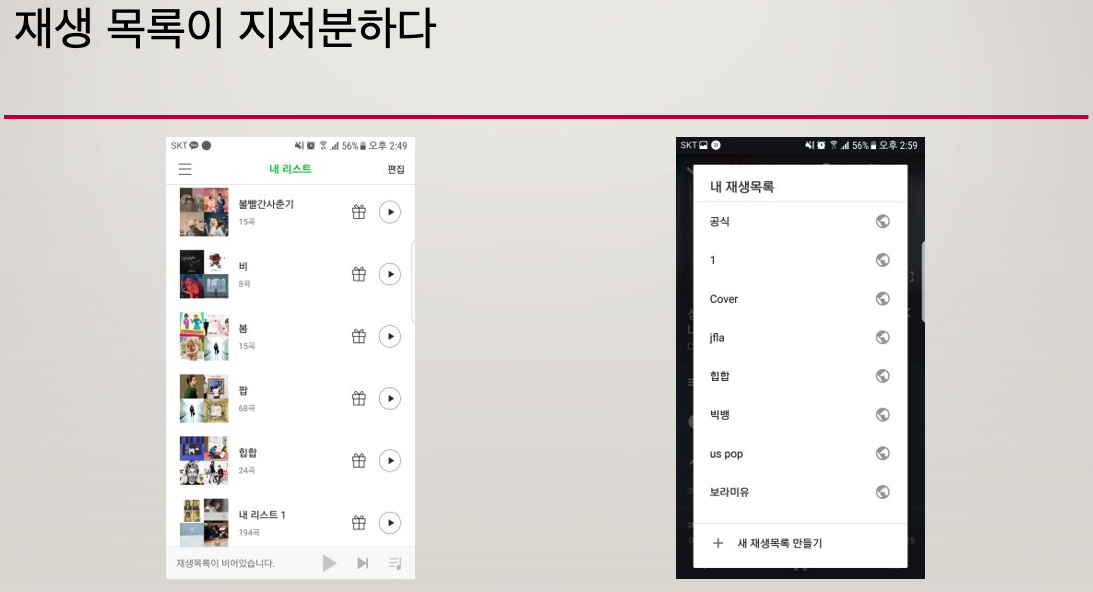 재생 목록이 지저분하다
SKT 56% 오후 2:49
내 리스트 편집
볼빨간사춘기
15곡
비
8곡
봄
15곡
팝
68곡
힙합
24곡
내 리스트 1
194곡
재생목록이 비어있습니다.
SKT 56% 오후 2:59
내 재생목록
공식
1
Cover
jfla
힙합
빅뱅
us pop
보라미유
+ 새 재생목록 만들기